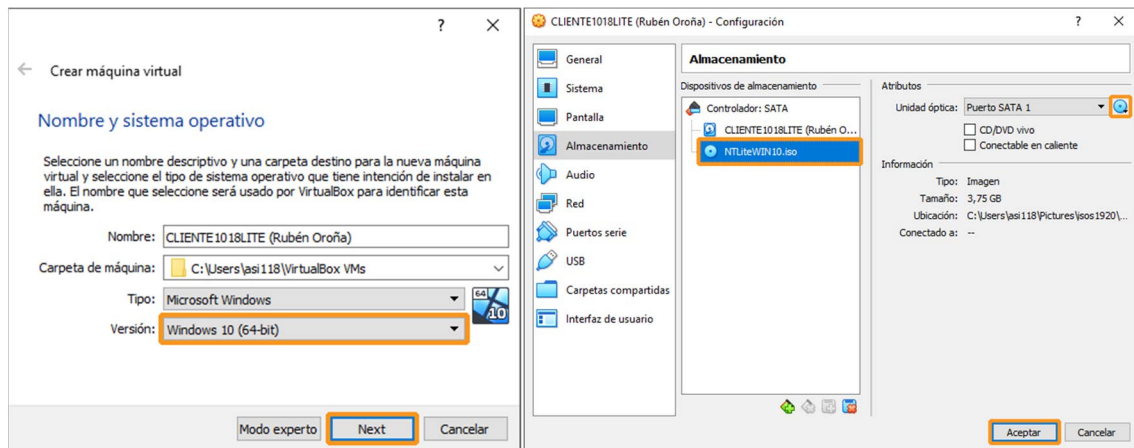 ?
Crear máquina virtual
Nombre y sistema operativo
Seleccione un nombre descriptivo y una carpeta destino para la nueva máquina
virtual y seleccione el tipo de sistema operativo que tiene intención de instalar en
ella. El nombre que seleccione será usado por VirtualBox para identificar esta
máquina.
Nombre: CLIENTE1018LITE (Rubén Oroña)
Carpeta de máquina: C:\Users\asi118\VirtualBox VMs
Tipo: Microsoft Windows
64
10
Versión: Windows 10 (64-bit)
Modo experto Next Cancelar
CLIENTE1018LITE (Rubén Oroña) - Configuración ?
General
Sistema
Pantalla
Almacenamiento
Audio
Red
Puertos serie
USB
Carpetas compartidas
Interfaz de usuario
Almacenamiento
Dispositivos de almacenamiento
Controlador: SATA
CLIENTE1018LITE (Rubén O...
NTLiteWIN10.iso
Atributos
Unidad óptica: Puerto SATA 1
CD/DVD vivo
Conectable en caliente
Información
Tipo: Imagen
Tamaño: 3,75 GB
Ubicación: C:\Users\asi118\Pictures\isos1920\...
Conectado a: --
Aceptar Cancelar